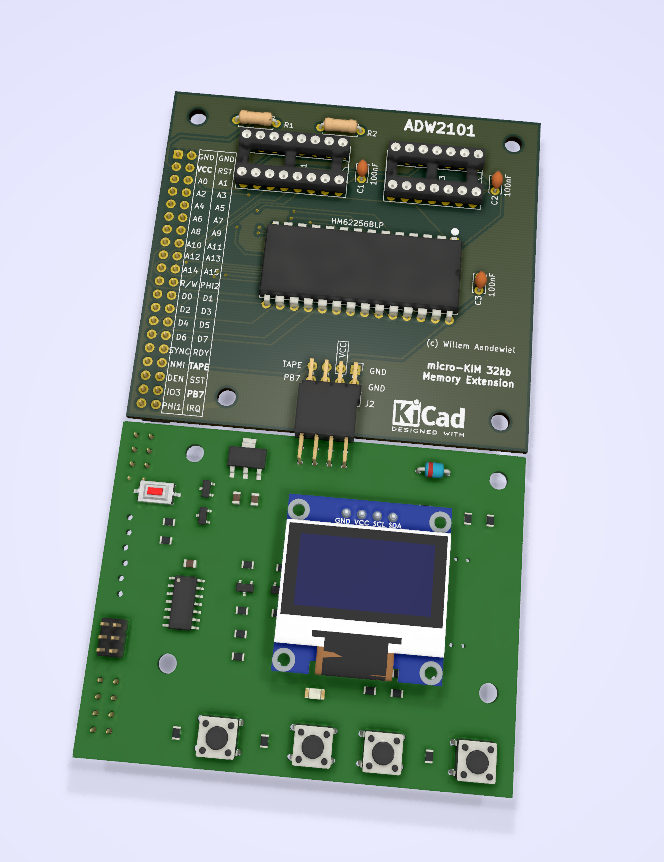 ADW2101
R1
R2
C1
100nF
C2
100nF
HM62256BLP
C3
100nF
GND GND
VCC RST
A0 A1
A2 A3
A4 A5
A6 A7
A8 A9
A10 A11
A12 A13
A14 A15
R/W PHI2
D0 D1
D2 D3
D4 D5
D6 D7
SYNC RDY
NMI TAPE
DEN SST
IO3 PB7
PHI1 IRQ
VCC
TAPE
GND
PB7
GND
J2
(c) Willem Aandewiel
micro-KIM 32kb
Memory Extension
KiCad
DESIGNED WITH
GND VCC SCL SDA